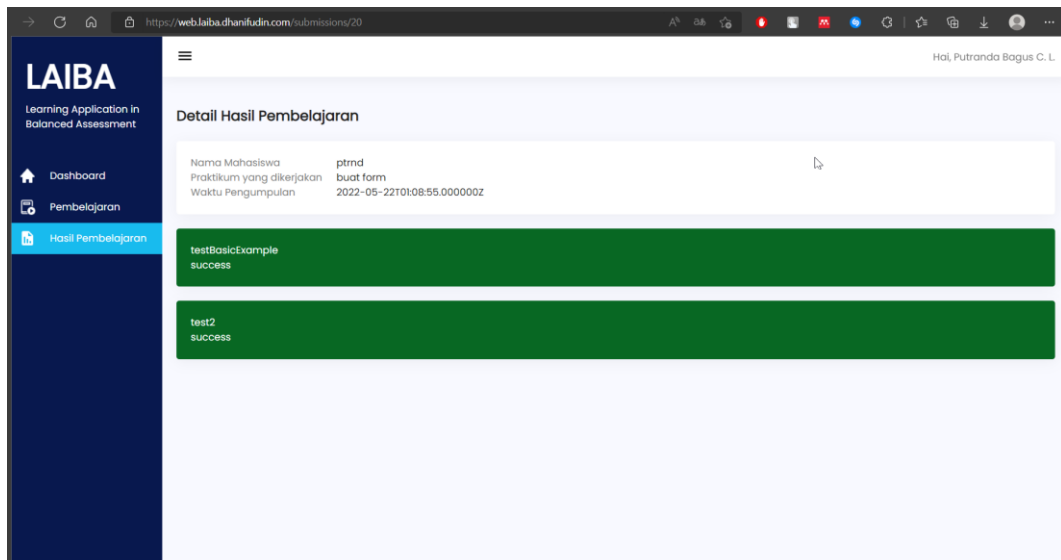 https://web.laiba.dhanifudin.com/submissions/20
LAIBA
Learning Application in
Balanced Assessment
Dashboard
Pembelajaran
Hasil Pembelajaran
Hai, Putranda Bagus C. L.
Detail Hasil Pembelajaran
Nama Mahasiswa ptrnd
Praktikum yang dikerjakan buat form
Waktu Pengumpulan 2022-05-22T01:08:55.000000Z
testBasicExample
success
test2
success